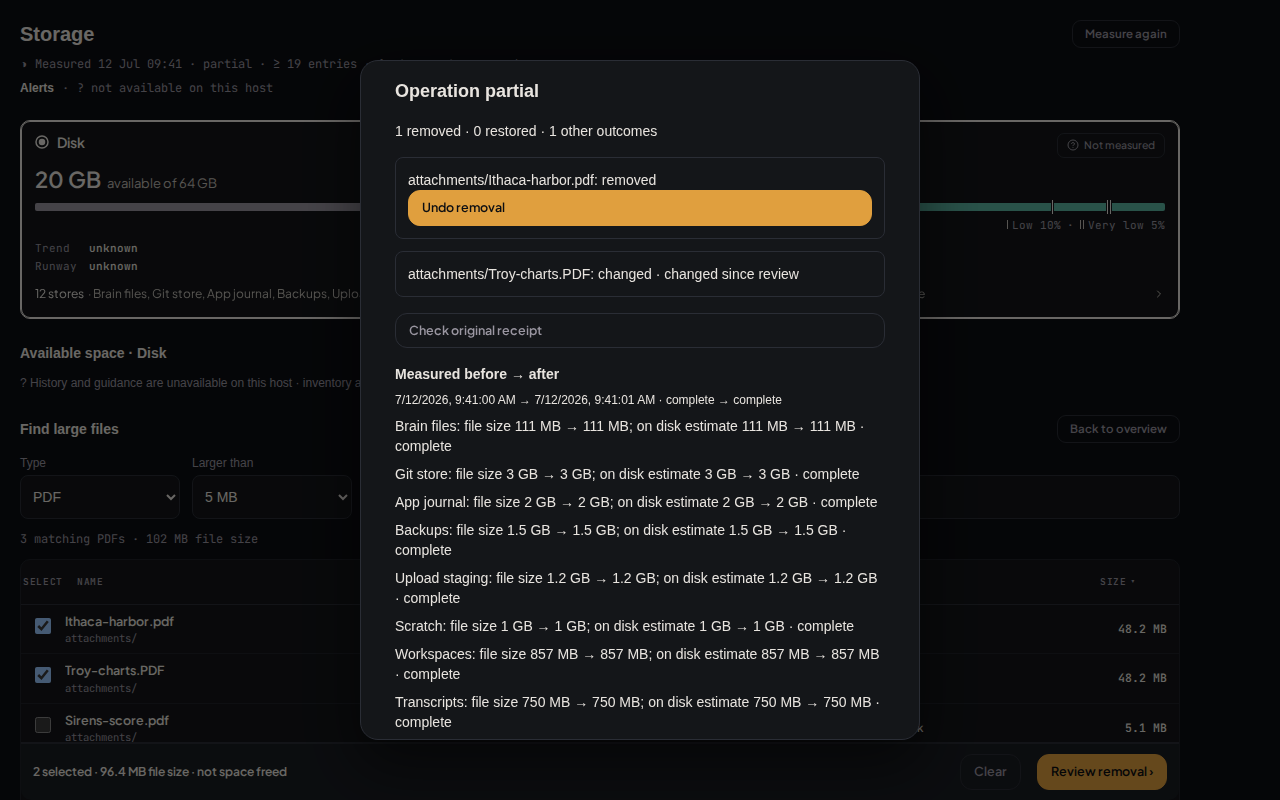 Storage
Measure again
Measured 12 Jul 09:41 · partial · ≥ 19 entries
Alerts · ? not available on this host
Disk
Not measured
20 GB available of 64 GB
Low 10% · Very low 5%
Trend unknown
Runway unknown
12 stores · Brain files, Git store, App journal, Backups, Uplo
Available space · Disk
? History and guidance are unavailable on this host · inventory a
Find large files
Back to overview
Type
Larger than
PDF
5 MB
3 matching PDFs · 102 MB file size
SELECT NAME
SIZE
Ithaca-harbor.pdf
attachments/
48.2 MB
Troy-charts.PDF
attachments/
48.2 MB
Sirens-score.pdf
attachments/
5.1 MB
2 selected · 96.4 MB file size · not space freed
Clear
Review removal ›
Operation partial
1 removed · 0 restored · 1 other outcomes
attachments/Ithaca-harbor.pdf: removed
Undo removal
attachments/Troy-charts.PDF: changed · changed since review
Check original receipt
Measured before → after
7/12/2026, 9:41:00 AM → 7/12/2026, 9:41:01 AM · complete → complete
Brain files: file size 111 MB → 111 MB; on disk estimate 111 MB → 111 MB ·
complete
Git store: file size 3 GB → 3 GB; on disk estimate 3 GB → 3 GB · complete
App journal: file size 2 GB → 2 GB; on disk estimate 2 GB → 2 GB · complete
Backups: file size 1.5 GB → 1.5 GB; on disk estimate 1.5 GB → 1.5 GB ·
complete
Upload staging: file size 1.2 GB → 1.2 GB; on disk estimate 1.2 GB → 1.2 GB
· complete
Scratch: file size 1 GB → 1 GB; on disk estimate 1 GB → 1 GB · complete
Workspaces: file size 857 MB → 857 MB; on disk estimate 857 MB → 857 MB
· complete
Transcripts: file size 750 MB → 750 MB; on disk estimate 750 MB → 750 MB ·
complete